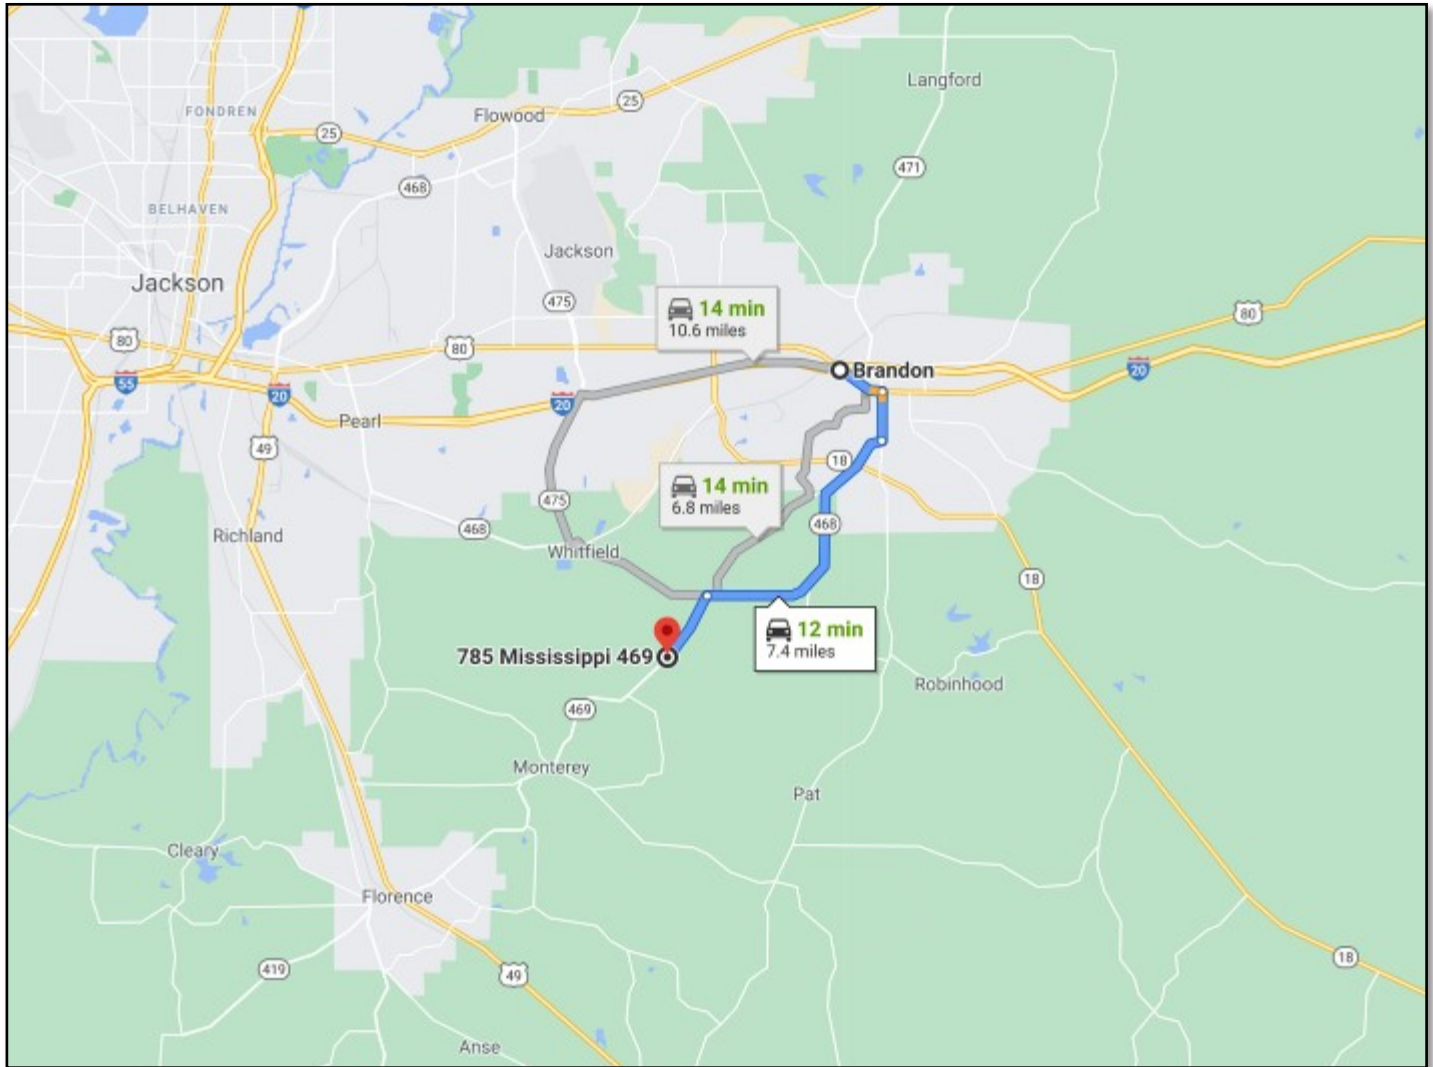 Langford
FONDREN
25
Flowood
25
468
471
BELHAVEN
Jackson
Jackson
475
14 min
10.6 miles
80
80
80
Brandon
20
55
20
20
Pearl
49
18
14 min
6.8 miles
475
468
468
Richland
Whitfield
18
12 min
7.4 miles
785 Mississippi 469
Robinhood
469
Monterey
Pat
Cleary
Florence
18
419
49
Anse